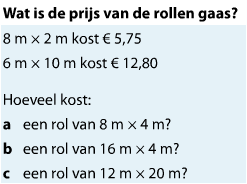 Wat is de prijs van de rollen gaas?
8 m × 2 m kost € 5,75
6 m × 10 m kost € 12,80
Hoeveel kost:
a een rol van 8 m × 4 m?
b een rol van 16 m × 4 m?
c een rol van 12 m × 20 m?